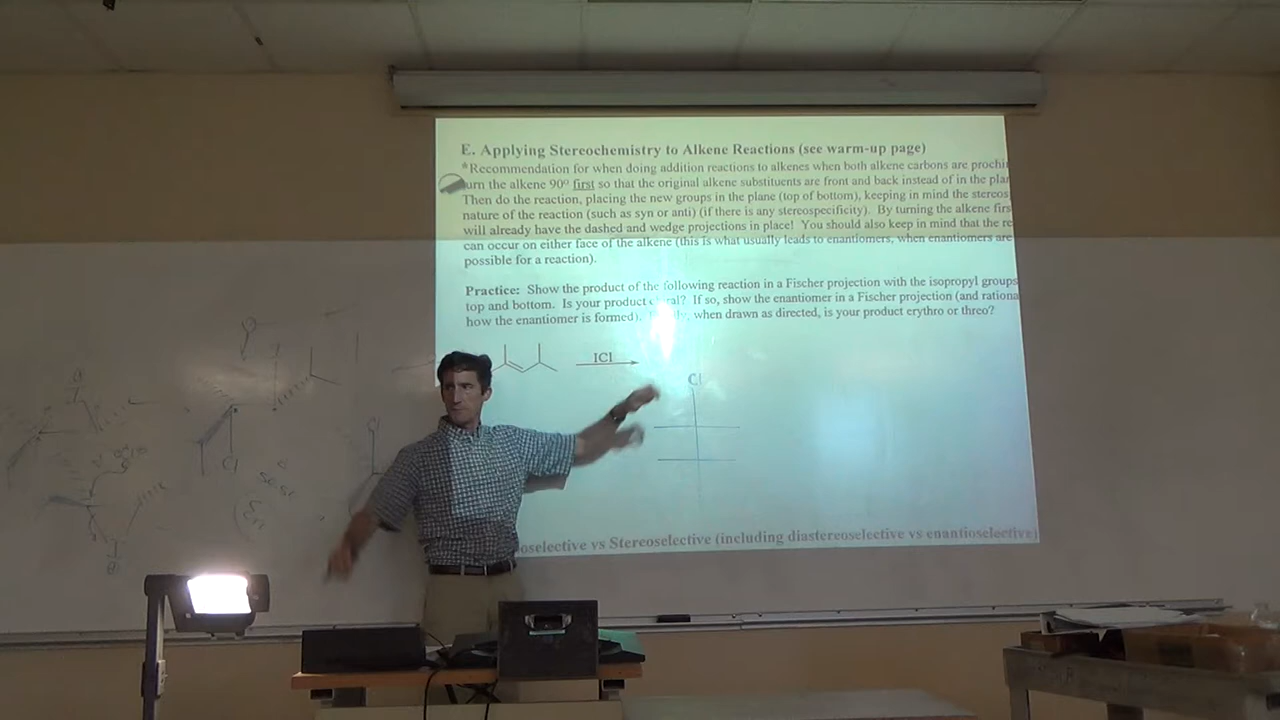 E. Applying Stereochemistry to Alkene Reactions (see warm-up page)
*Recommendation for when doing addition reactions to alkenes when both alkene carbons are prochir
urn the alkene 90° first so that the original alkene substituents are front and back instead of in the plan
Then do the reaction, placing the new groups in the plane (top of bottom), keeping in mind the stereos
nature of the reaction (such as syn or anti) (if there is any stereospecificity). By turning the alkene firs
will already have the dashed and wedge projections in place! You should also keep in mind that the re
can occur on either face of the alkene (this is what usually leads to enantiomers, when enantiomers are
possible for a reaction).
Practice: Show the product of the following reaction in a Fischer projection with the isopropyl groups
top and bottom. Is your product If so, show the enantiomer in a Fischer projection (and rationa
how the enantiomer is formed). when drawn as directed, is your product erythro or threo?
ICl
Cl
Cl
oselective vs Stereoselective (including diastereoselective vs enantioselective)